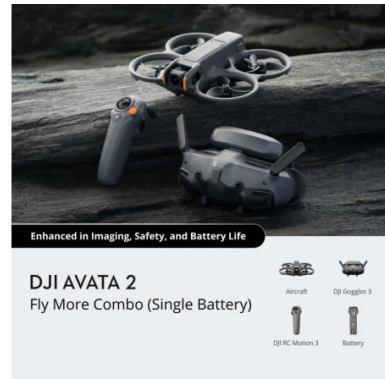 Enhanced in Imaging, Safety, and Battery Life
DJI AVATA 2
Fly More Combo (Single Battery)
Aircraft
DJI Goggles 3
DJI RC Motion 3
Battery